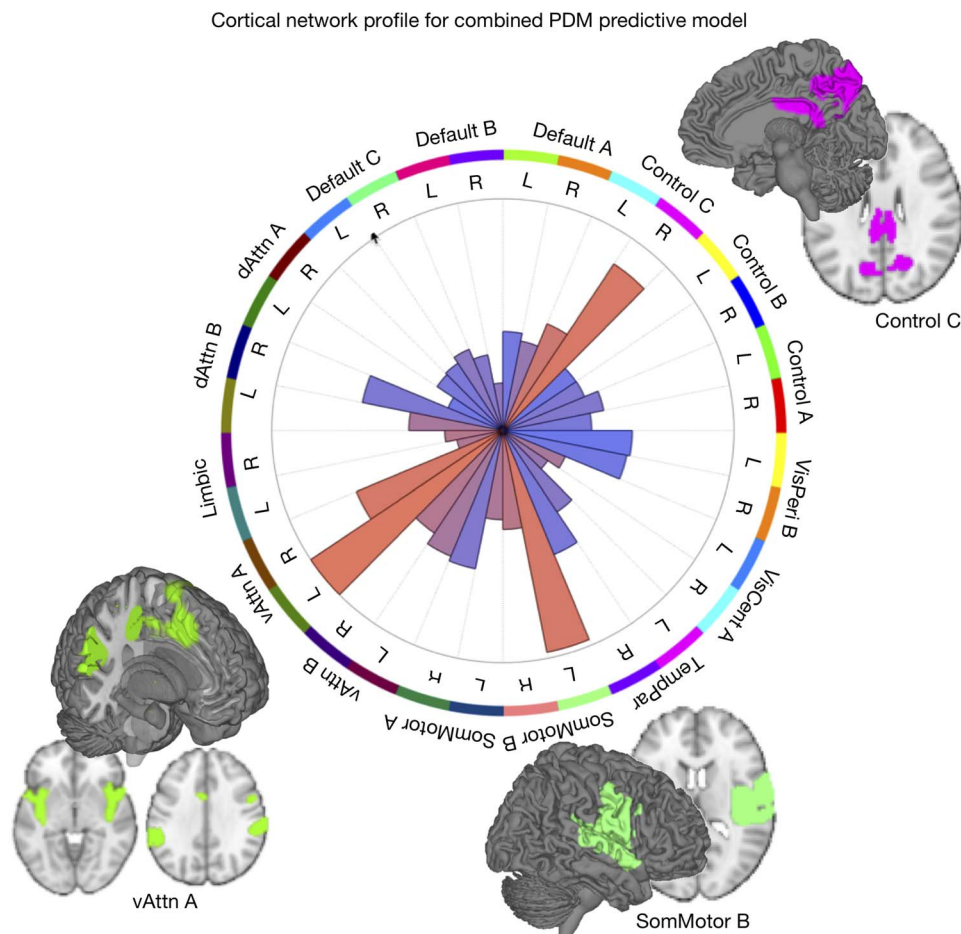 Cortical network profile for combined PDM predictive model
Default B
Default A
Control C
Control B
Control A
VisPeri B
VisCent A
TempPar
SomMotor B
SomMotor A
vAttn B
vAttn A
Limbic
dAttn B
dAttn A
Default C
L
R
L
R
L
R
L
R
L
R
L
R
L
R
L
R
L
R
L
R
L
R
L
R
L
R
L
R
L
R
L
R
Control C
vAttn A
SomMotor B